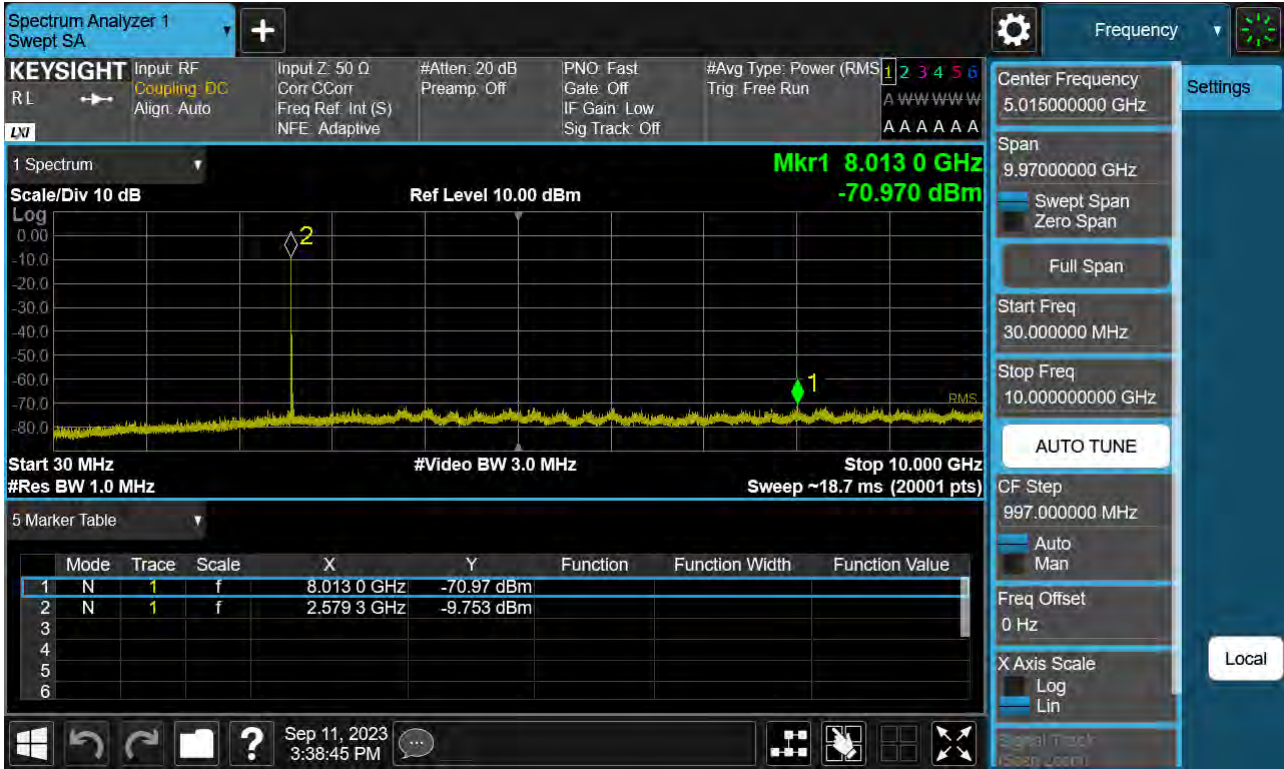 Spectrum Analyzer 1
Swept SA
+
Frequency
KEYSIGHT
RL
LXI
Input: RF
Coupling: DC
Align: Auto
Input Z: 50 Ω
Corr CCorr
Freq Ref: Int (S)
NFE: Adaptive
#Atten: 20 dB
Preamp: Off
PNO: Fast
Gate: Off
IF Gain: Low
Sig Track: Off
#Avg Type: Power (RMS
Trig: Free Run
1 2 3 4 5 6
A W W W W W
A A A A A A
1 Spectrum
Scale/Div 10 dB
Ref Level 10.00 dBm
Mkr1 8.013 0 GHz
-70.970 dBm
Log
0.00
-10.0
-20.0
-30.0
-40.0
-50.0
-60.0
-70.0
-80.0
2
1
RMS
Start 30 MHz
#Video BW 3.0 MHz
Stop 10.000 GHz
#Res BW 1.0 MHz
Sweep ~18.7 ms (20001 pts)
5 Marker Table
Mode Trace Scale X Y Function Function Width Function Value
1 N 1 f 8.013 0 GHz -70.97 dBm
2 N 1 f 2.579 3 GHz -9.753 dBm
3
4
5
6
Center Frequency
5.015000000 GHz
Span
9.97000000 GHz
Swept Span
Zero Span
Full Span
Start Freq
30.000000 MHz
Stop Freq
10.000000000 GHz
AUTO TUNE
CF Step
997.000000 MHz
Auto
Man
Freq Offset
0 Hz
X Axis Scale
Log
Lin
Signal Track
(Span Zoom)
Settings
Local
?
Sep 11, 2023
3:38:45 PM